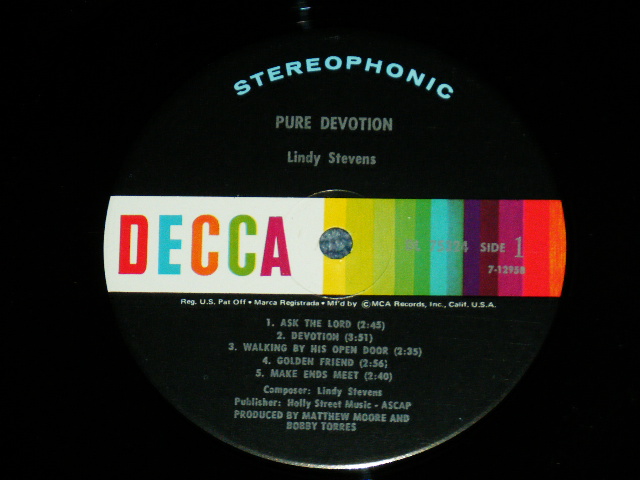 STEREOPHONIC
PURE DEVOTION
Lindy Stevens
DECCA
SIDE 1
7-12958
Reg. U.S. Pat Off • Marca Registrada • Mf'd by ©MCA Records, Inc., Calif. U.S.A.
1. ASK THE LORD (2:45)
2. DEVOTION (3:51)
3. WALKING BY HIS OPEN DOOR (2:35)
4. GOLDEN FRIEND (2:56)
5. MAKE ENDS MEET (2:40)
Composer: Lindy Stevens
Publisher: Holly Street Music - ASCAP
PRODUCED BY MATTHEW MOORE AND
BOBBY TORRES